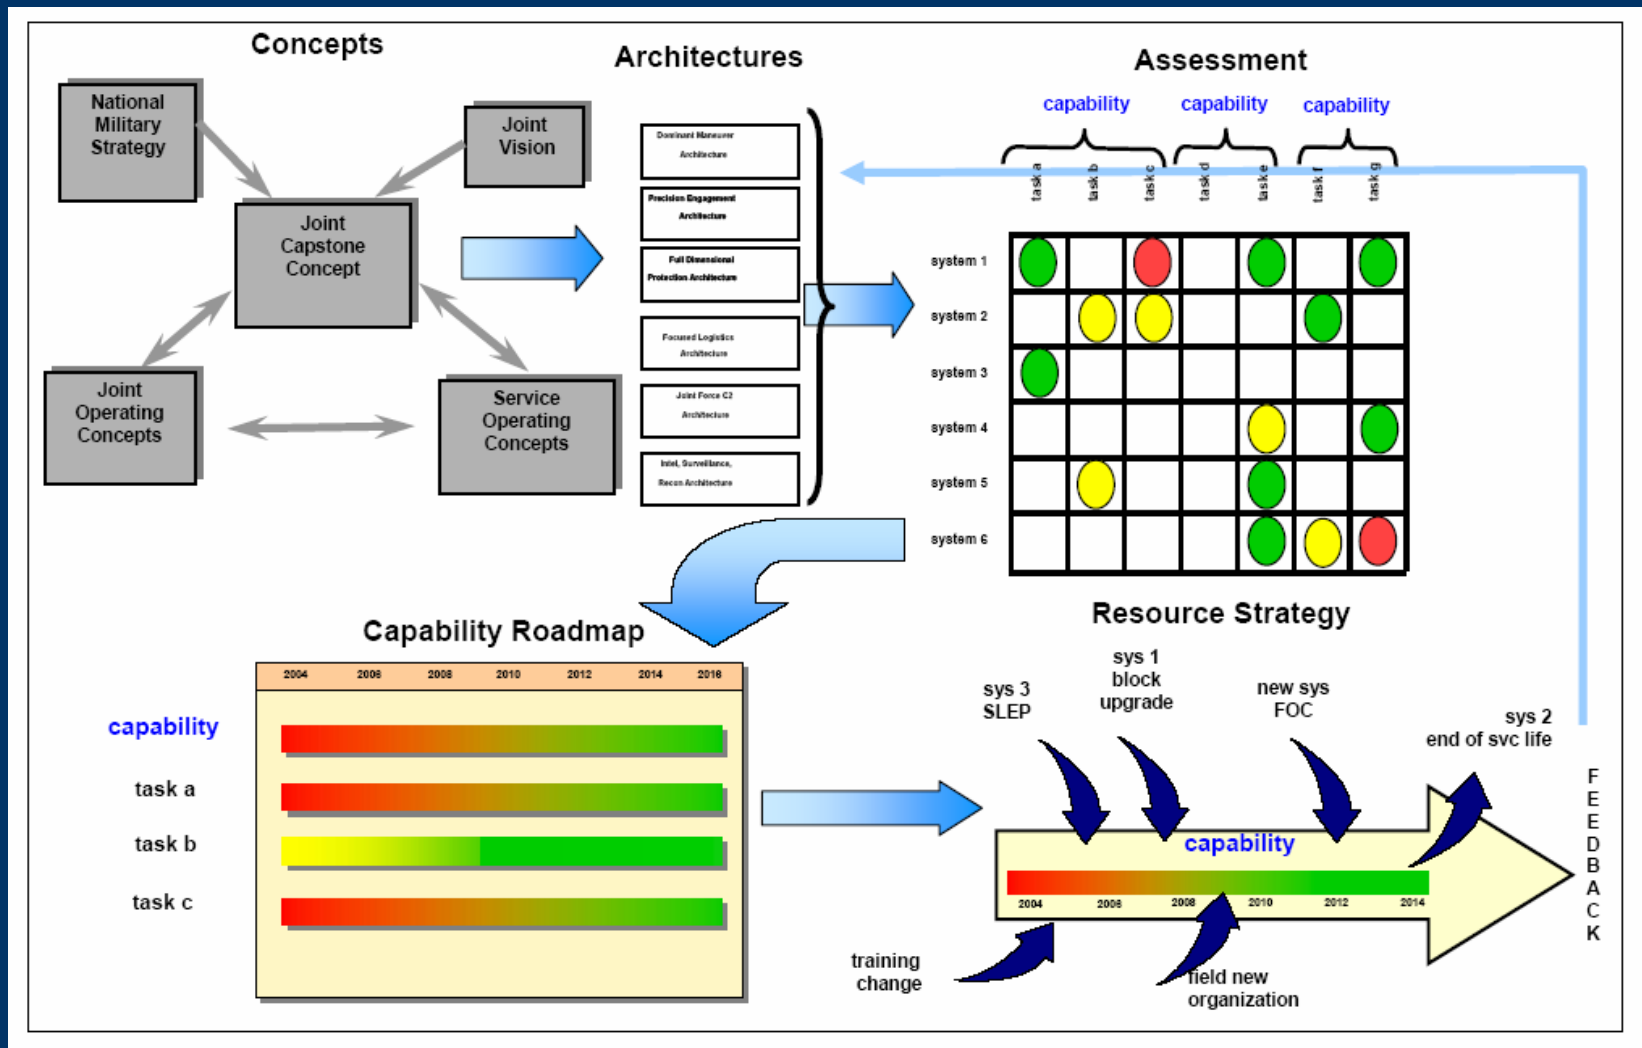 Concepts
National
Military
Strategy
Joint
Vision
Joint
Capstone
Concept
Joint
Operating
Concepts
Service
Operating
Concepts
Architectures
Dominant Maneuver
Architecture
Precision Engagement
Architecture
Full Dimensional
Protection Architecture
Focused Logistics
Architecture
Joint Force C2
Architecture
Intel, Surveillance,
Recon Architecture
Assessment
capability capability capability
task a task b task c task d task e task f task g
system 1
system 2
system 3
system 4
system 5
system 6
Capability Roadmap
2004 2006 2008 2010 2012 2014 2016
capability
task a
task b
task c
Resource Strategy
sys 3
SLEP
sys 1
block
upgrade
new sys
FOC
sys 2
end of svc life
capability
2004 2006 2008 2010 2012 2014
training
change
field new
organization
FEEDBACK